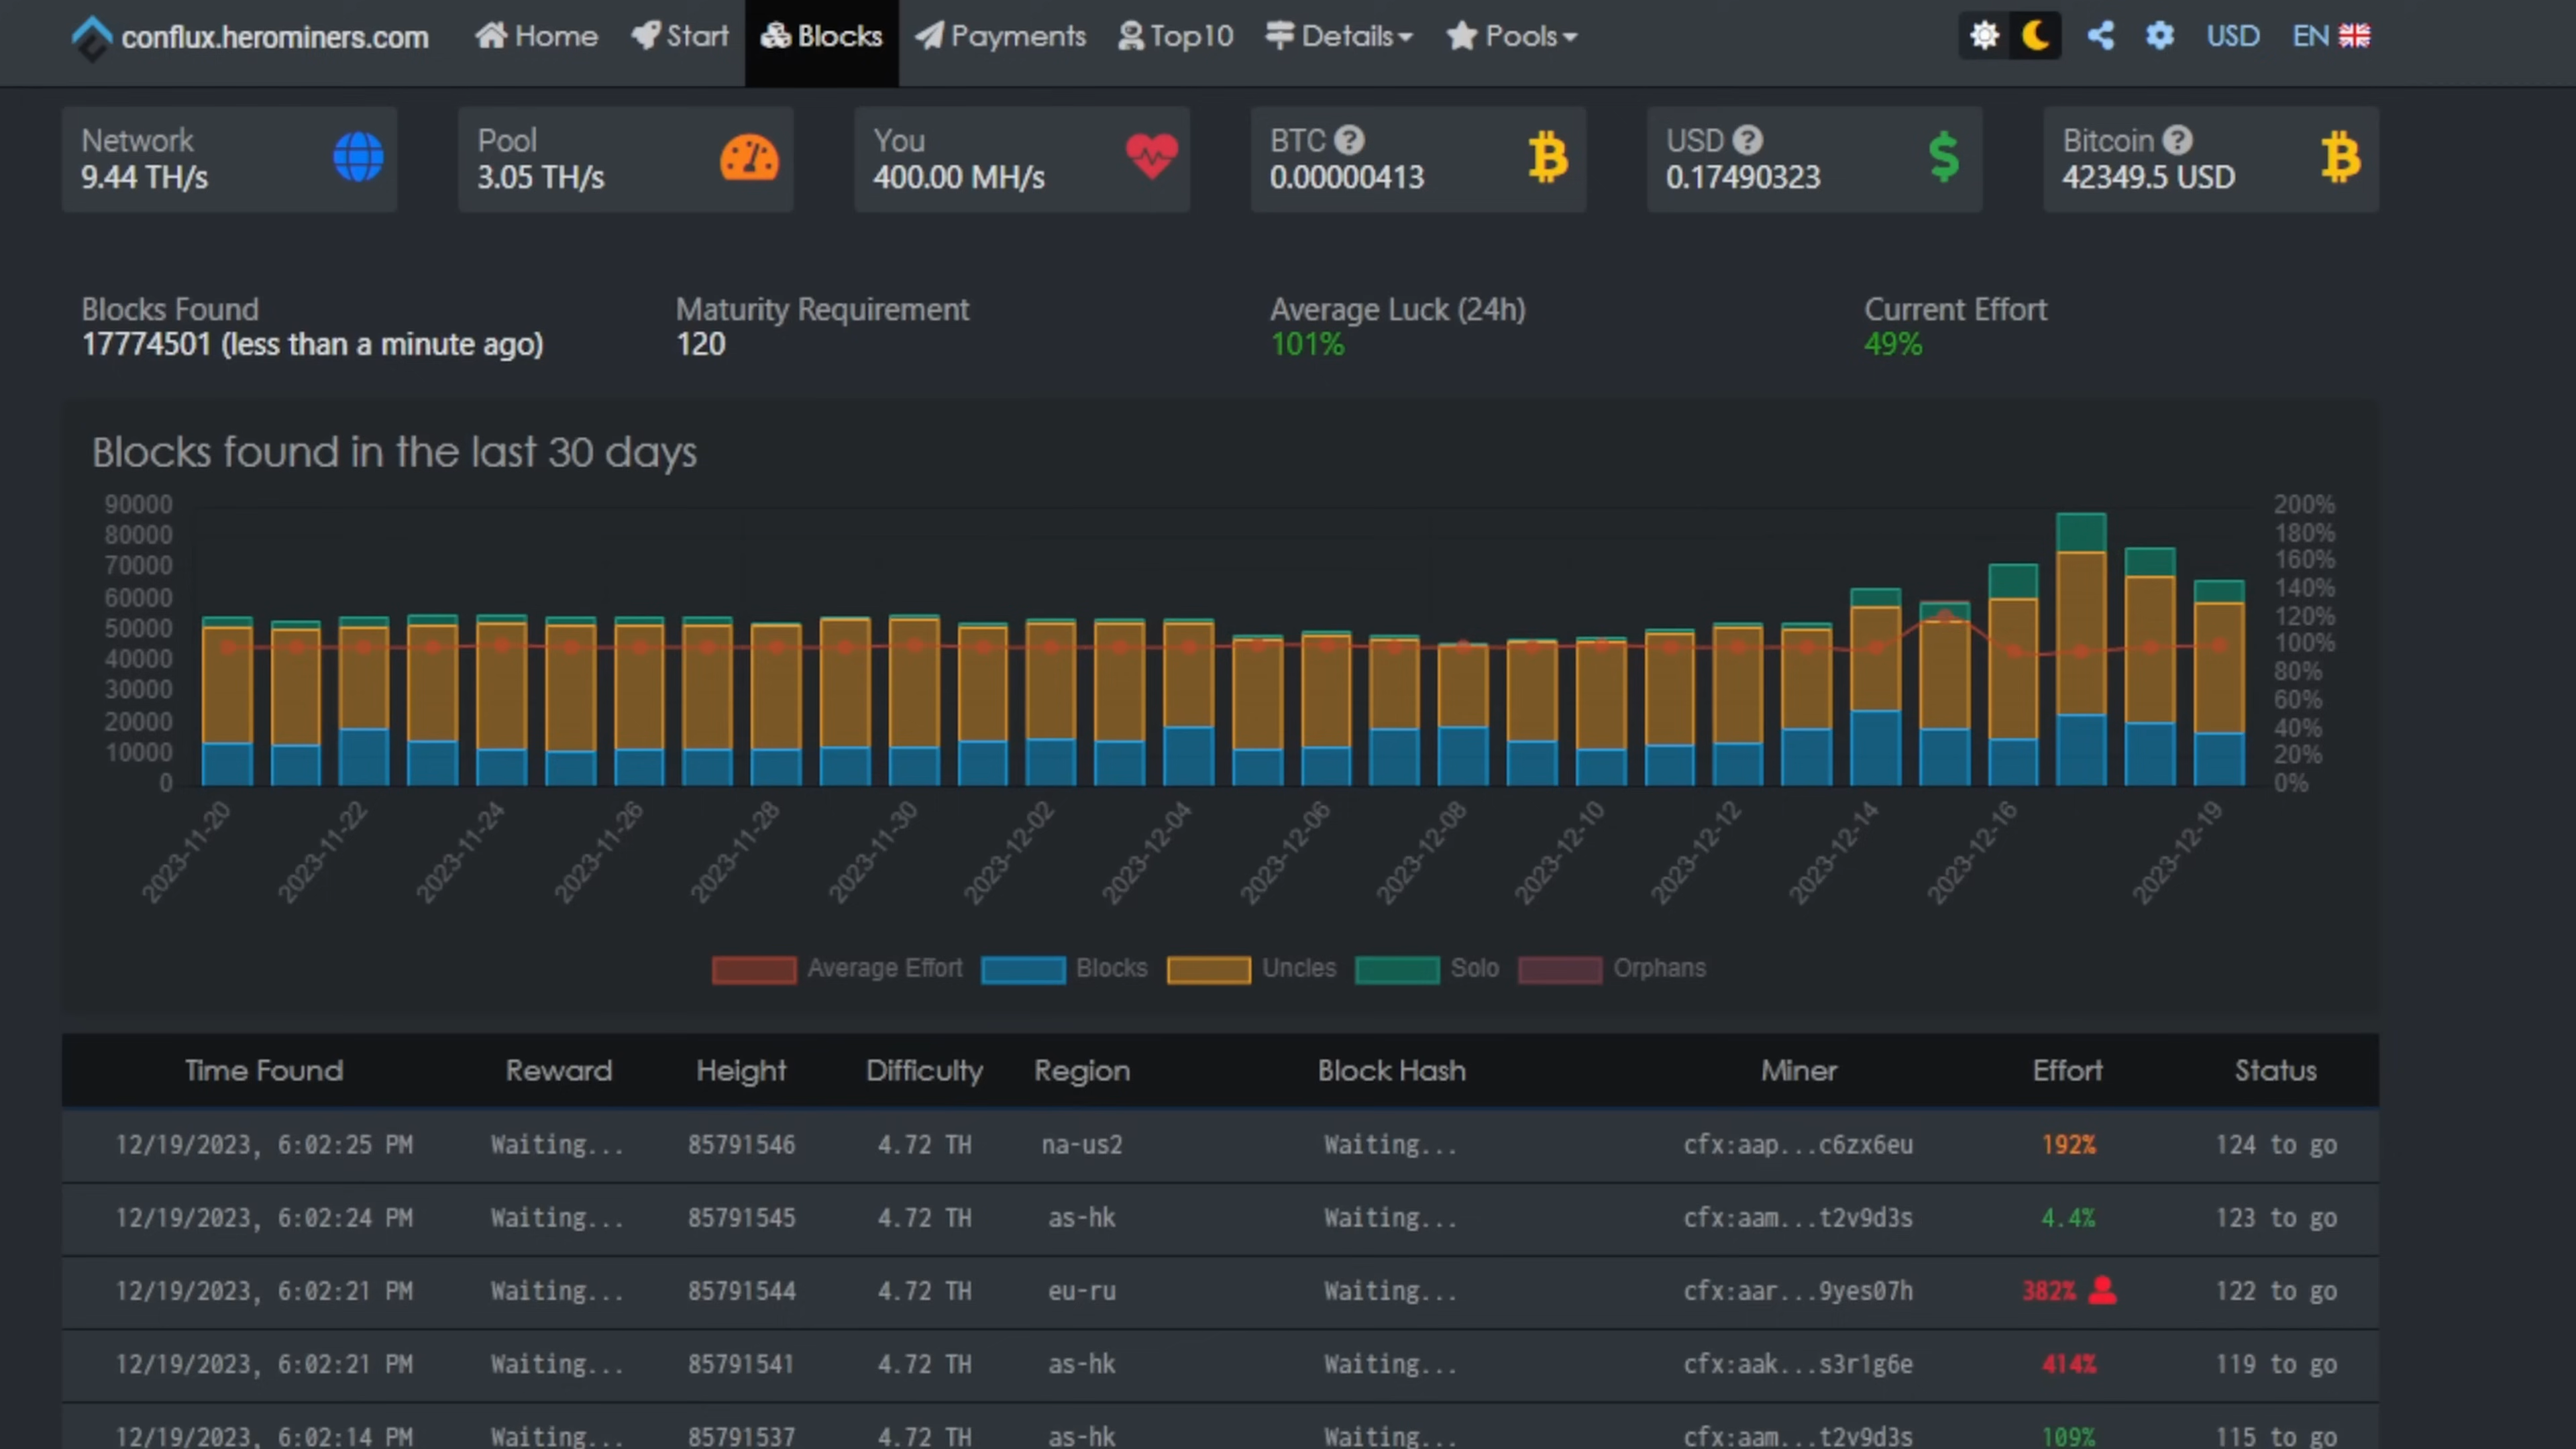 conflux.herominers.com Home Start Blocks Payments Top10 Details Pools USD EN
Network Pool You BTC USD Bitcoin
9.44 TH/s 3.05 TH/s 400.00 MH/s 0.00000413 0.17490323 42349.5 USD
Blocks Found Maturity Requirement Average Luck (24h) Current Effort
17774501 (less than a minute ago) 120 101% 49%
Blocks found in the last 30 days
90000 200%
80000 180%
70000 160%
60000 140%
50000 120%
40000 100%
30000 80%
20000 60%
10000 40%
0 20%
0%
2023-11-20 2023-11-22 2023-11-24 2023-11-26 2023-11-28 2023-11-30 2023-12-02 2023-12-04 2023-12-06 2023-12-08 2023-12-10 2023-12-12 2023-12-14 2023-12-16 2023-12-19
Average Effort Blocks Uncles Solo Orphans
Time Found Reward Height Difficulty Region Block Hash Miner Effort Status
12/19/2023, 6:02:25 PM Waiting... 85791546 4.72 TH na-us2 Waiting... cfx:aap...c6zx6eu 192% 124 to go
12/19/2023, 6:02:24 PM Waiting... 85791545 4.72 TH as-hk Waiting... cfx:aam...t2v9d3s 4.4% 123 to go
12/19/2023, 6:02:21 PM Waiting... 85791544 4.72 TH eu-ru Waiting... cfx:aar...9yes07h 382% 122 to go
12/19/2023, 6:02:21 PM Waiting... 85791541 4.72 TH as-hk Waiting... cfx:aak...s3r1g6e 414% 119 to go
12/19/2023, 6:02:14 PM Waiting... 85791537 4.72 TH as-hk Waiting... cfx:aam...t2v9d3s 109% 115 to go